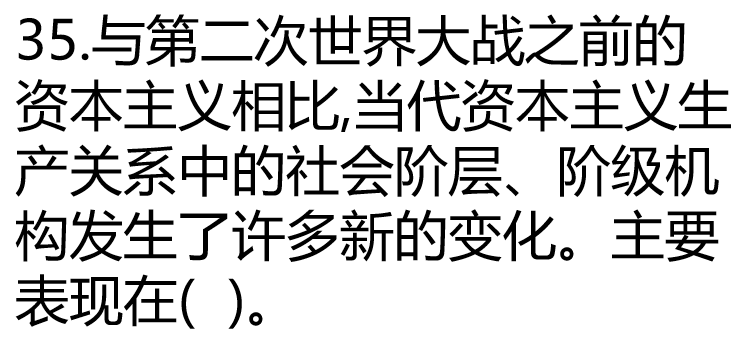 35.与第二次世界大战之前的
资本主义相比,当代资本主义生
产关系中的社会阶层、阶级机
构发生了许多新的变化。主要
表现在( )。